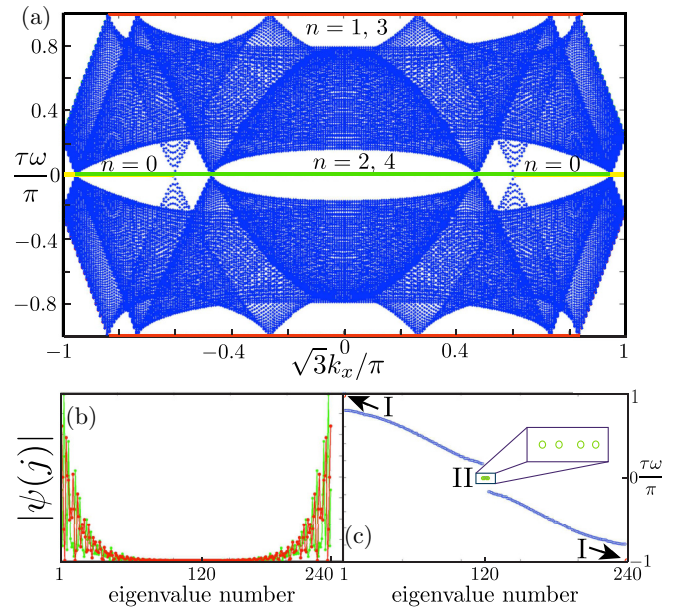 (a)
n = 1, 3
0.8
0.4
τω/π
n = 0
n = 2, 4
n = 0
0
-0.4
-0.8
-1
-0.4
0
0.4
1
√3kₓ/π
(b)
|ψ(j)|
1
120
240
eigenvalue number
I
II
(c)
I
1
0
τω/π
-1
1
120
240
eigenvalue number